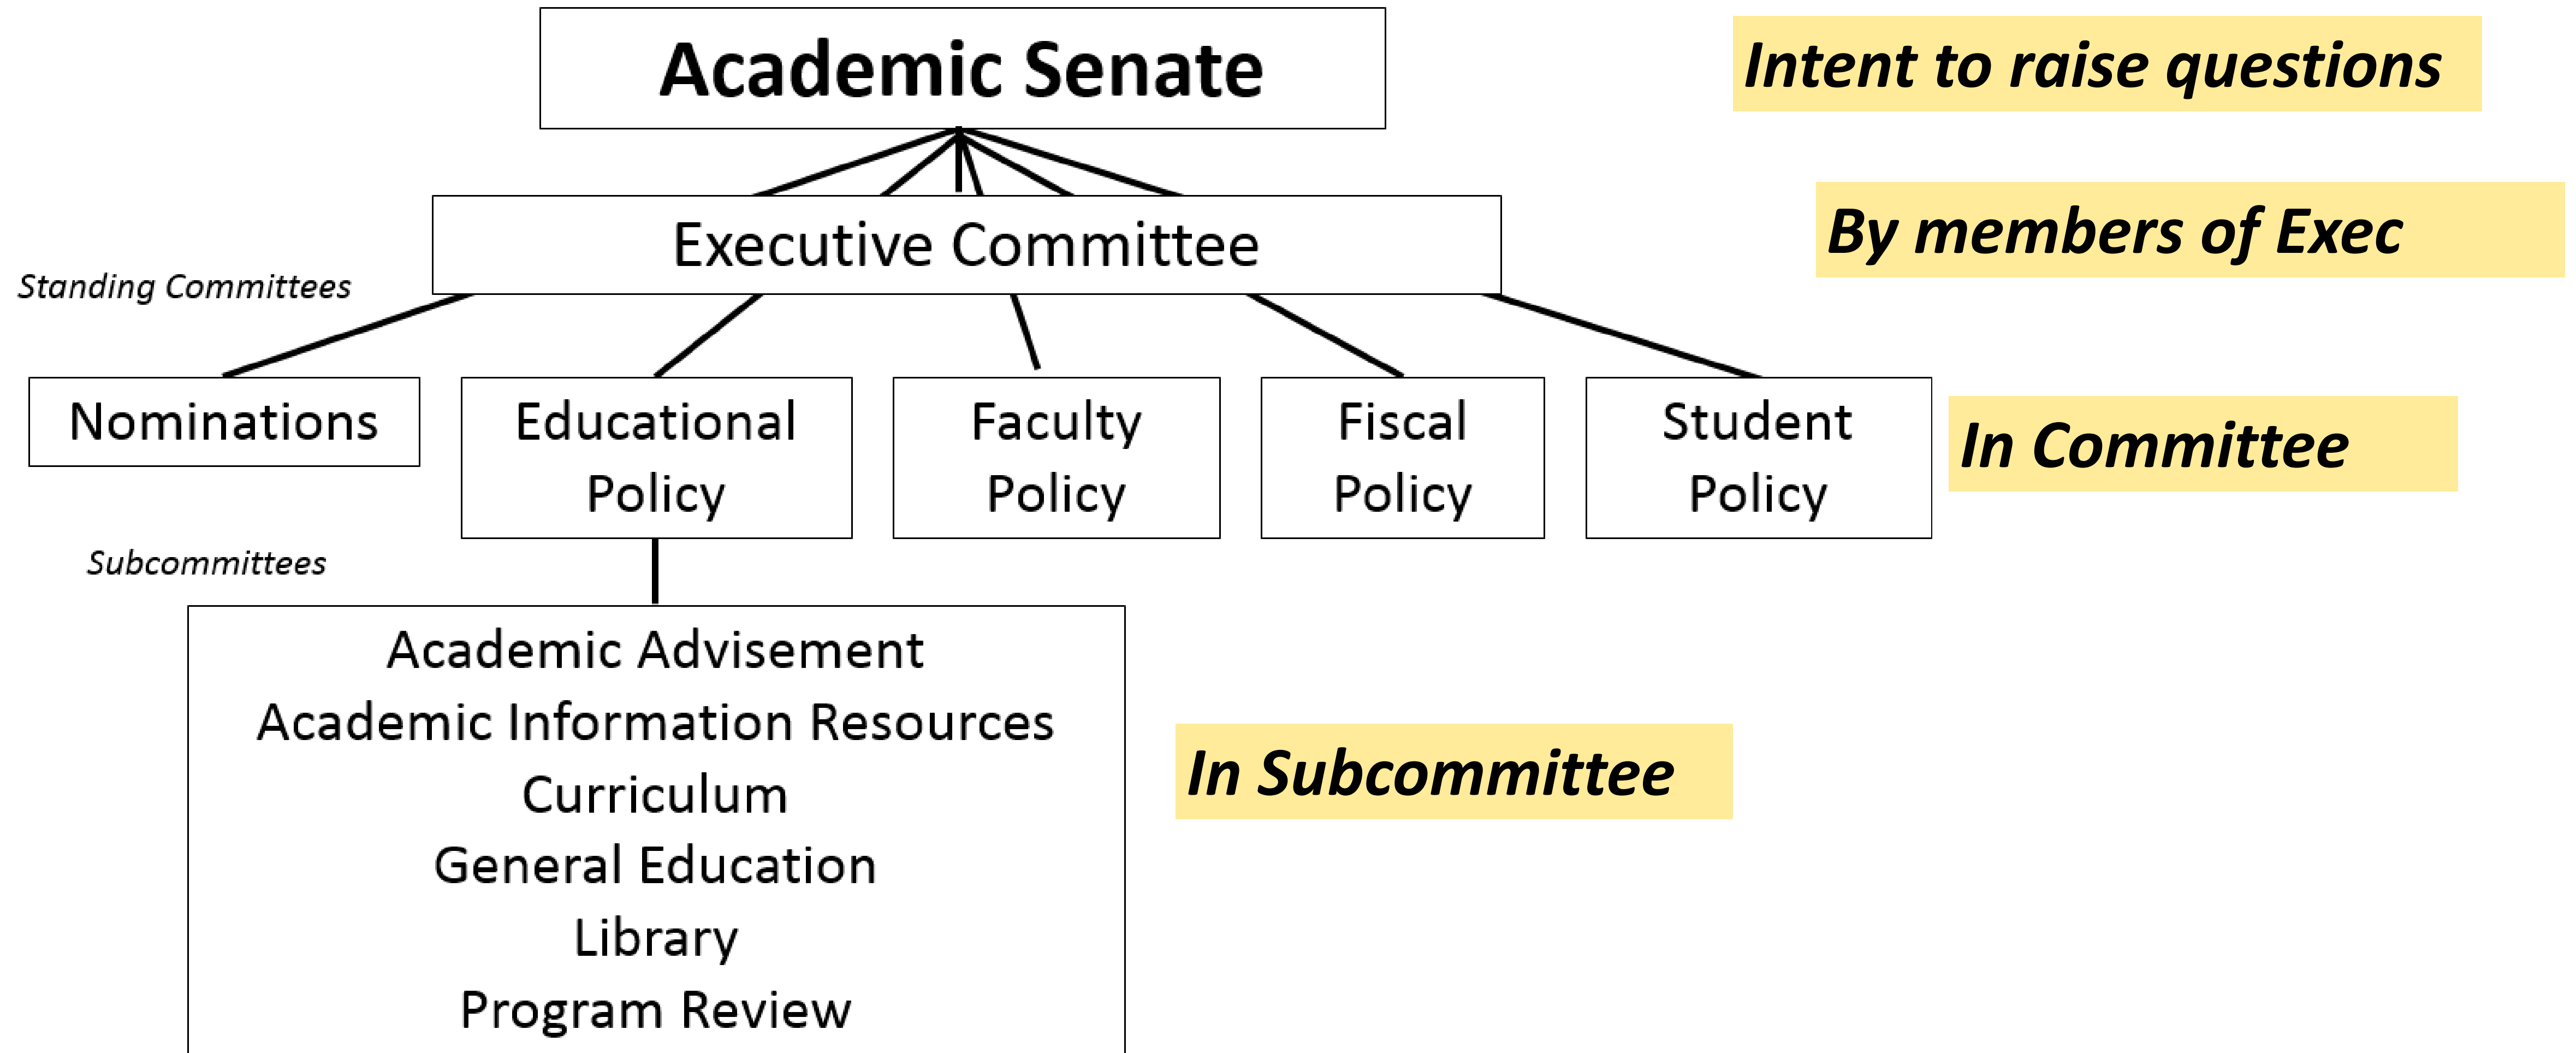 Academic Senate
Intent to raise questions
Executive Committee
By members of Exec
Standing Committees
Nominations
Educational
Policy
Faculty
Policy
Fiscal
Policy
Student
Policy
In Committee
Subcommittees
Academic Advisement
Academic Information Resources
Curriculum
General Education
Library
Program Review
In Subcommittee